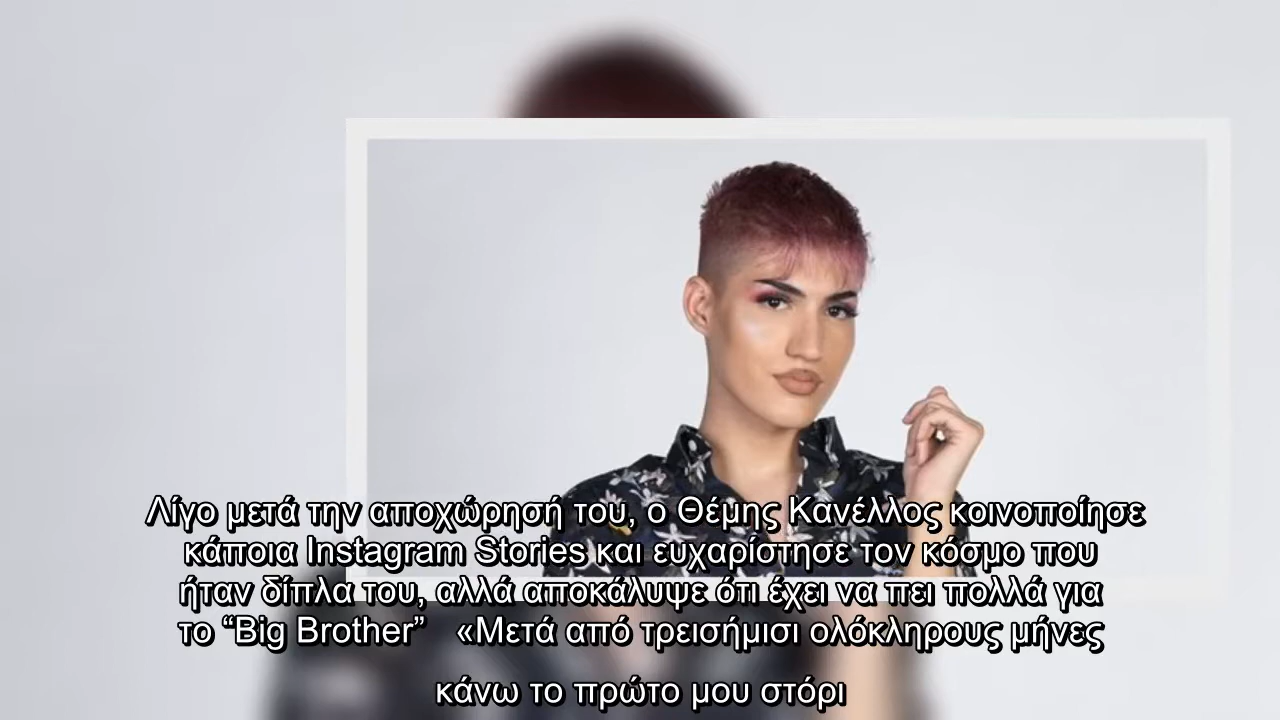 Λίγο μετά την αποχώρησή του, ο Θέμης Κανέλλος κοινοποίησε
κάποια Instagram Stories και ευχαρίστησε τον κόσμο που
ήταν δίπλα του, αλλά αποκάλυψε ότι έχει να πει πολλά για
το “Big Brother” «Μετά από τρεισήμισι ολόκληρους μήνες
κάνω το πρώτο μου στόρι